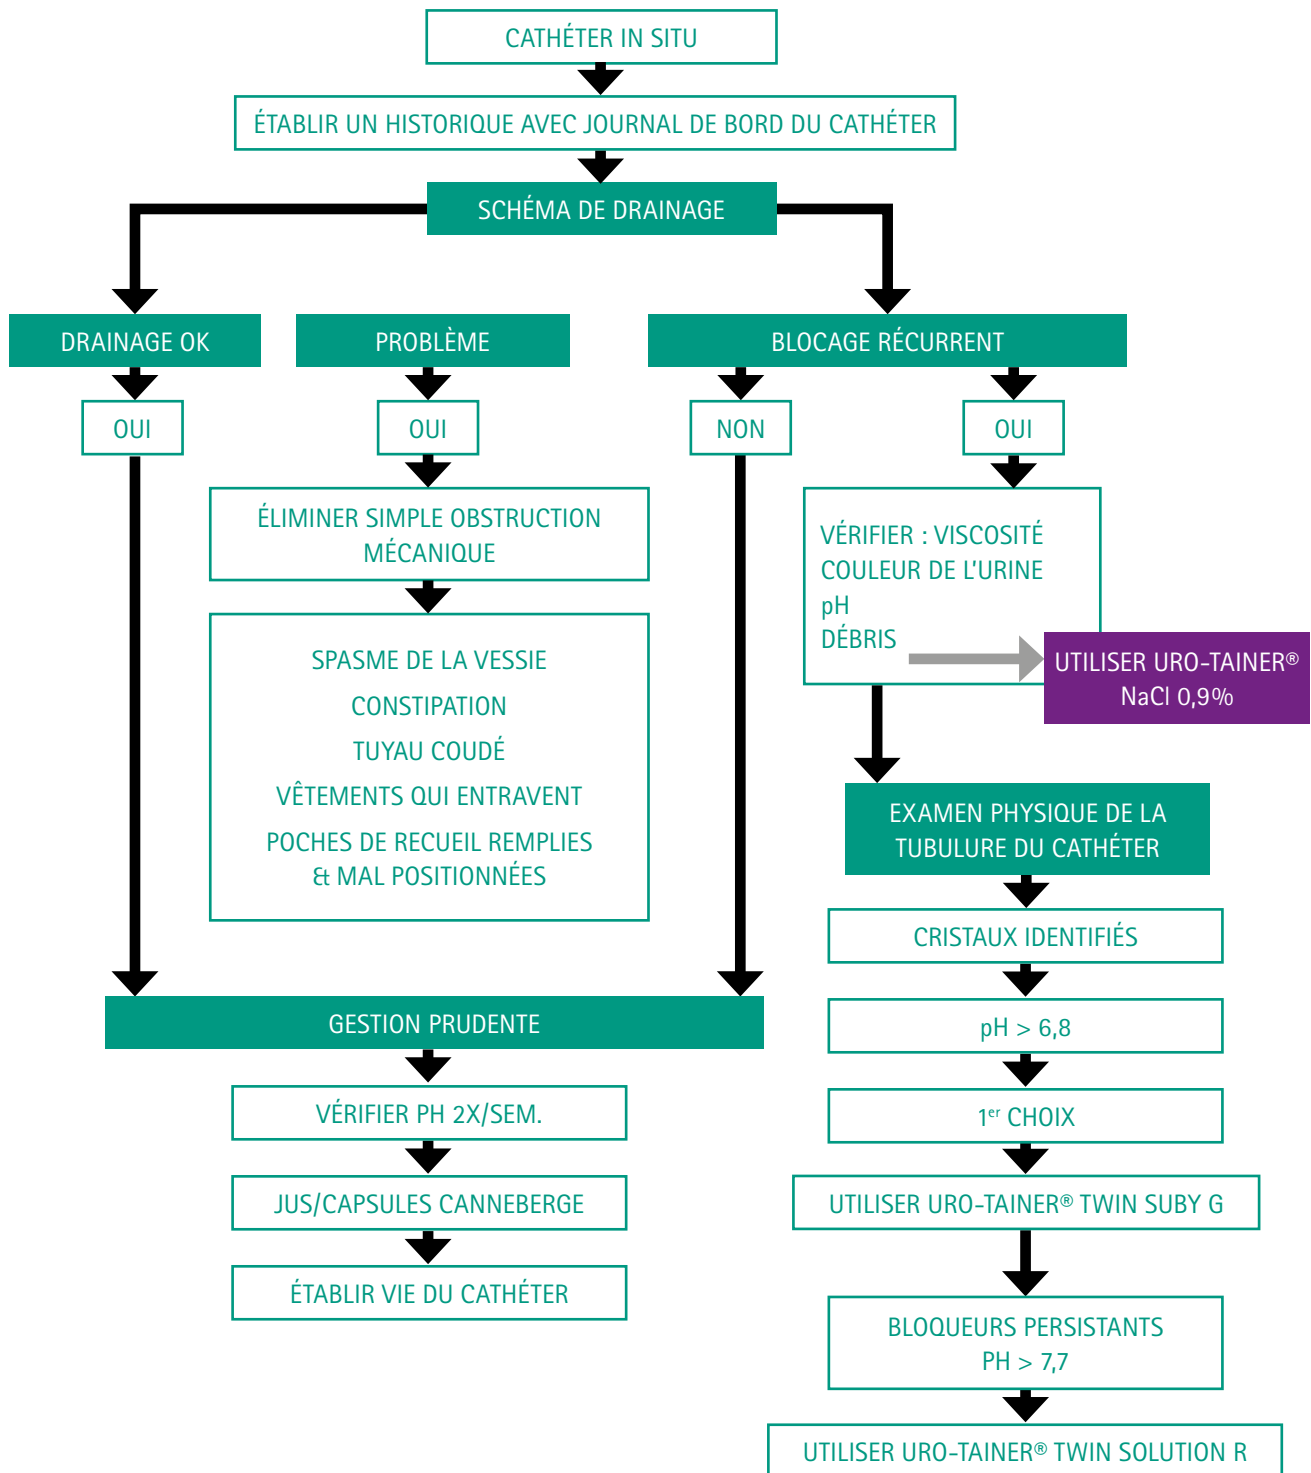 CATHÉTER IN SITU
ÉTABLIR UN HISTORIQUE AVEC JOURNAL DE BORD DU CATHÉTER
SCHÉMA DE DRAINAGE
DRAINAGE OK
PROBLÈME
BLOCAGE RÉCURRENT
OUI
OUI
NON
OUI
ÉLIMINER SIMPLE OBSTRUCTION
MÉCANIQUE
SPASME DE LA VESSIE
CONSTIPATION
TUYAU COUDÉ
VÊTEMENTS QUI ENTRAVENT
POCHES DE RECUEIL REMPLIES
& MAL POSITIONNÉES
VÉRIFIER : VISCOSITÉ
COULEUR DE L'URINE
pH
DÉBRIS
UTILISER URO-TAINER®
NaCl 0,9%
EXAMEN PHYSIQUE DE LA
TUBULURE DU CATHÉTER
CRISTAUX IDENTIFIÉS
pH > 6,8
1er CHOIX
UTILISER URO-TAINER® TWIN SUBY G
BLOQUEURS PERSISTANTS
PH > 7,7
UTILISER URO-TAINER® TWIN SOLUTION R
GESTION PRUDENTE
VÉRIFIER PH 2X/SEM.
JUS/CAPSULES CANNEBERGE
ÉTABLIR VIE DU CATHÉTER